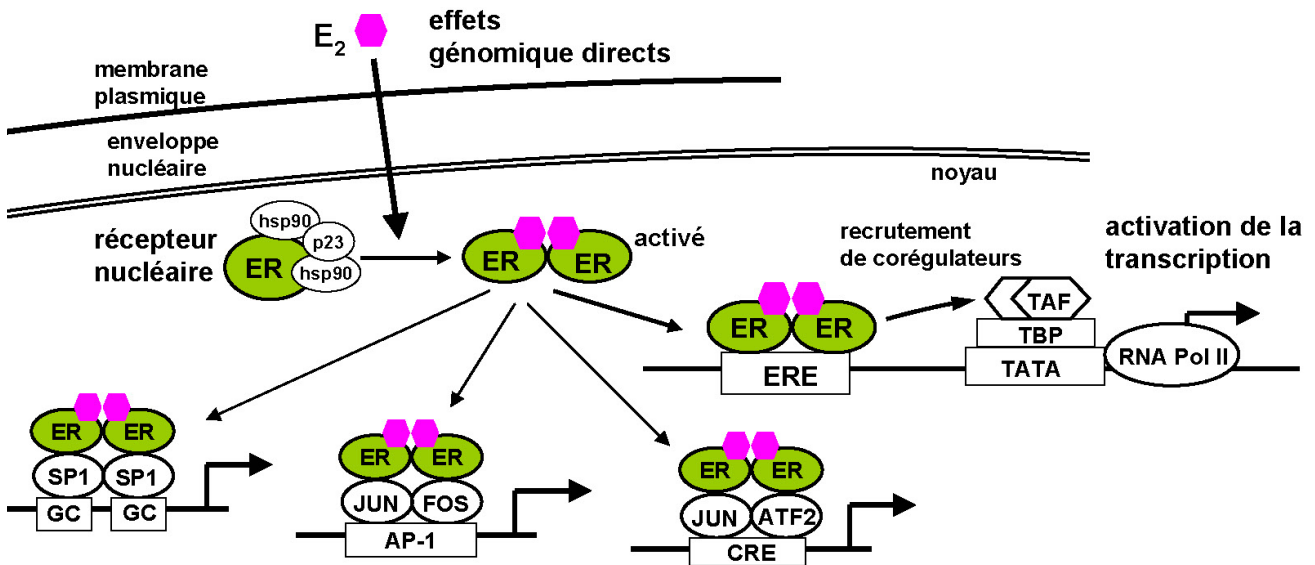 E2
effets
génomique directs
membrane
plasmique
enveloppe
nucléaire
noyau
récepteur
nucléaire
hsp90
p23
hsp90
ER
ER
ER
activé
recrutement
de corégulateurs
activation de la
transcription
ER
ER
ERE
TAF
TBP
TATA
RNA Pol II
ER
ER
SP1
SP1
GC
GC
ER
ER
JUN
FOS
AP-1
ER
ER
JUN
ATF2
CRE